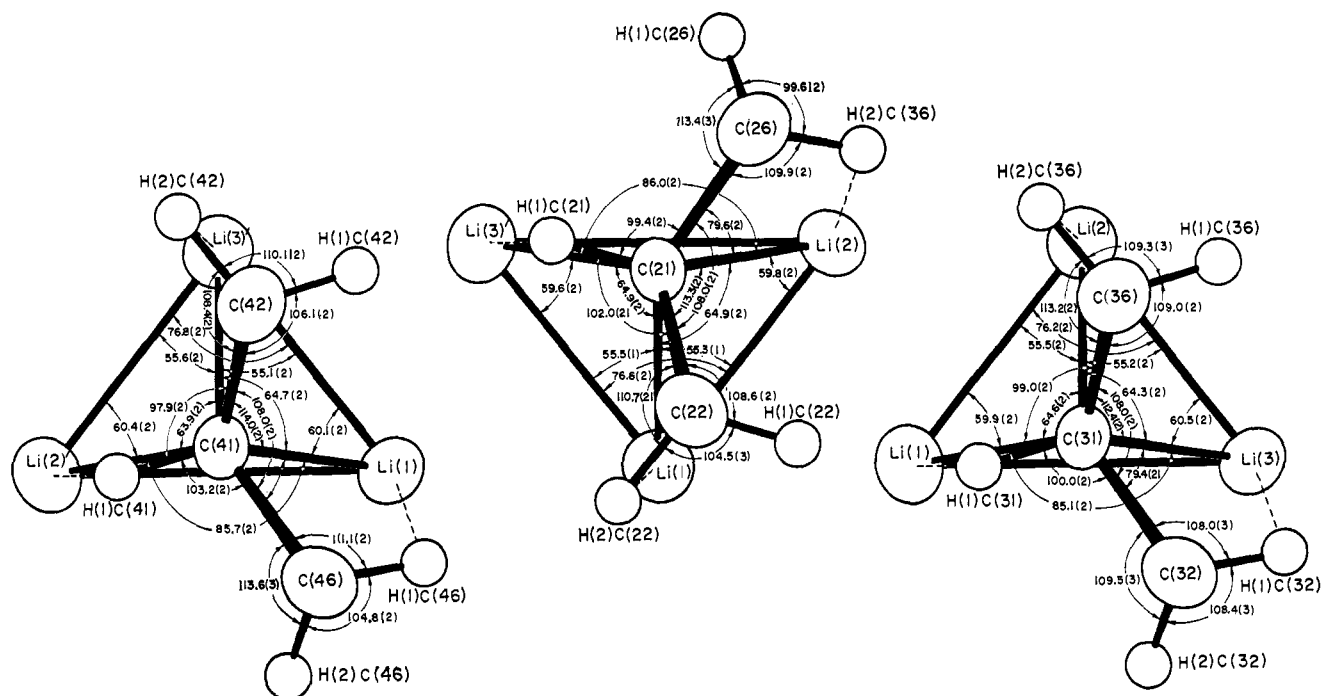 H(2)C(42)
Li(3')
H(1)C(42)
110.1(2)
C(42)
108.4(2)
106.1(2)
76.8(2)
55.6(2)
55.1(2)
97.9(2)
64.7(2)
63.9(2)
114.0(2)
108.0(2)
60.4(2)
60.1(2)
C(41)
Li(2)
Li(1)
H(1)C(41)
103.2(2)
85.7(2)
111.1(2)
113.6(3)
C(46)
H(1)C(46)
104.8(2)
H(2)C(46)
H(1)C(26)
99.6(2)
H(2)C(36)
113.4(3)
C(26)
109.9(2)
86.0(2)
H(1)C(21)
Li(3')
99.4(2)
79.6(2)
Li(2)
C(21)
59.6(2)
59.8(2)
64.9(2)
113.3(2)
108.0(2)
102.0(2)
64.9(2)
55.5(1)
55.3(1)
76.6(2)
110.7(2)
108.6(2)
C(22)
H(1)C(22)
104.5(3)
Li(1)
H(2)C(22)
H(2)C(36)
Li(2)
H(1)C(36)
109.3(3)
C(36)
113.2(2)
109.0(2)
76.2(2)
55.5(2)
55.2(2)
99.0(2)
64.3(2)
64.6(2)
112.4(2)
108.0(2)
59.9(2)
60.5(2)
C(31)
Li(1)
Li(3)
H(1)C(31)
100.0(2)
79.4(2)
85.1(2)
108.0(3)
109.5(3)
C(32)
H(1)C(32)
108.4(3)
H(2)C(32)